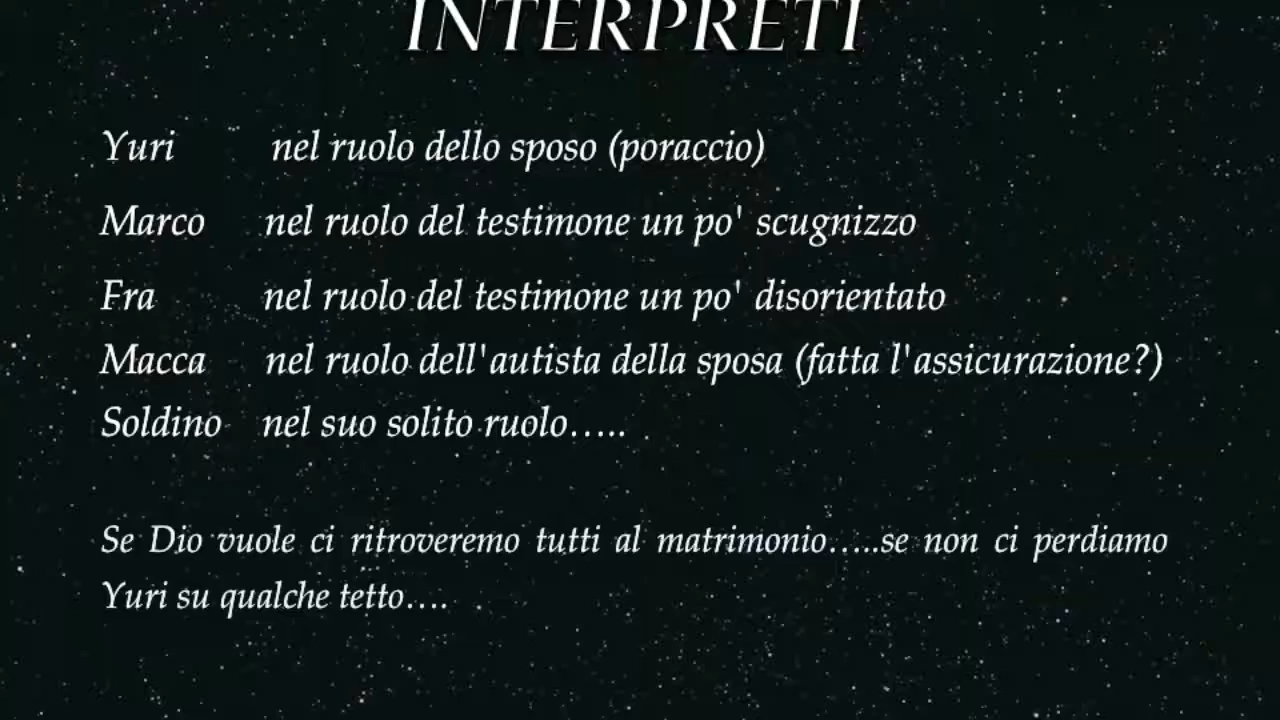 INTERPRETI
Yuri nel ruolo dello sposo (poraccio)
Marco nel ruolo del testimone un po' scugnizzo
Fra nel ruolo del testimone un po' disorientato
Macca nel ruolo dell'autista della sposa (fatta l'assicurazione?)
Soldino nel suo solito ruolo…..
Se Dio vuole ci ritroveremo tutti al matrimonio…..se non ci perdiamo
Yuri su qualche tetto….